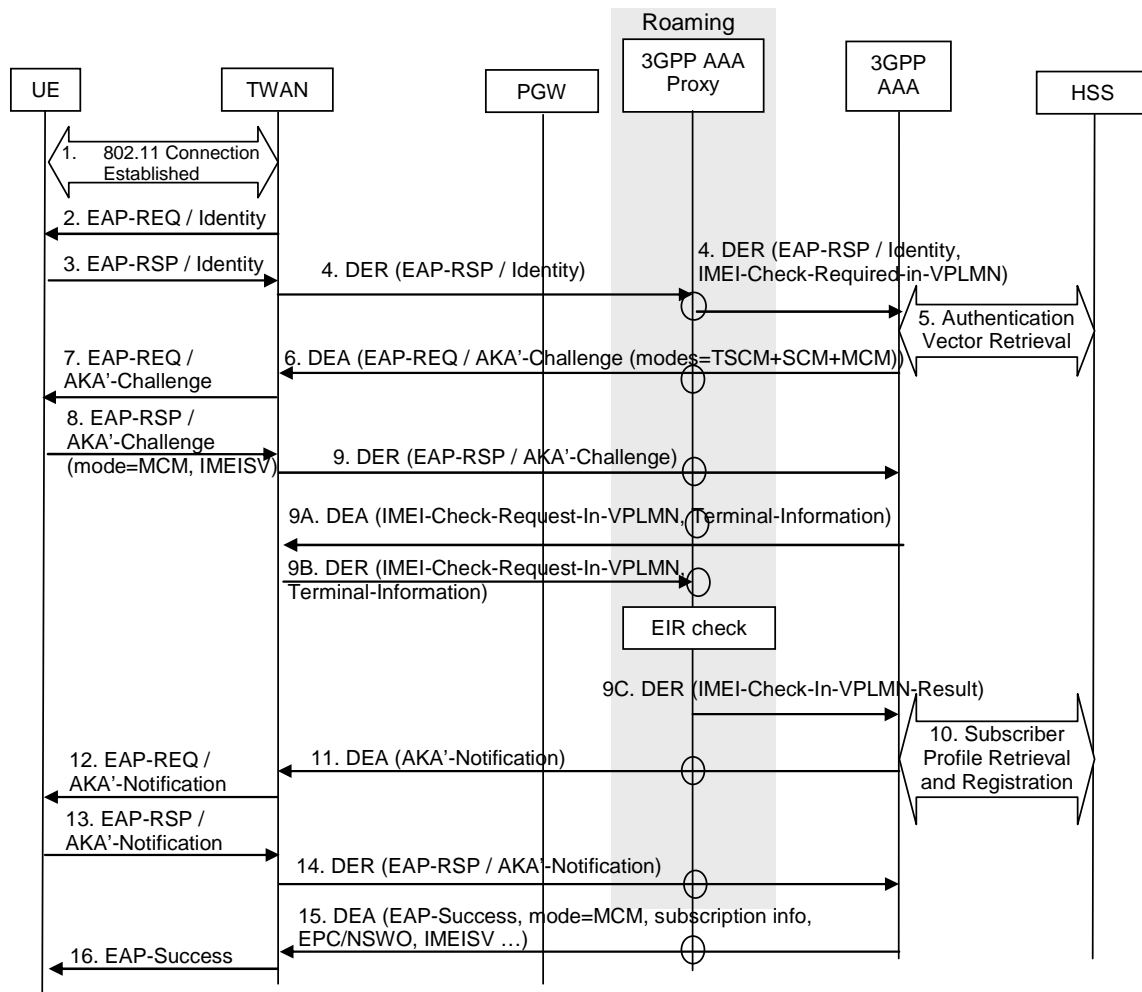 Roaming
UE
TWAN
PGW
3GPP AAA
Proxy
3GPP
AAA
HSS
1. 802.11 Connection
Established
2. EAP-REQ / Identity
3. EAP-RSP / Identity
4. DER (EAP-RSP / Identity)
4. DER (EAP-RSP / Identity,
IMEI-Check-Required-in-VPLMN)
5. Authentication
Vector Retrieval
6. DEA (EAP-REQ / AKA'-Challenge (modes=TSCM+SCM+MCM))
7. EAP-REQ /
AKA'-Challenge
8. EAP-RSP /
AKA'-Challenge
(mode=MCM, IMEISV)
9. DER (EAP-RSP / AKA'-Challenge)
9A. DEA (IMEI-Check-Request-In-VPLMN, Terminal-Information)
9B. DER (IMEI-Check-Request-In-VPLMN,
Terminal-Information)
EIR check
9C. DER (IMEI-Check-In-VPLMN-Result)
10. Subscriber
Profile Retrieval
and Registration
11. DEA (AKA'-Notification)
12. EAP-REQ /
AKA'-Notification
13. EAP-RSP /
AKA'-Notification
14. DER (EAP-RSP / AKA'-Notification)
15. DEA (EAP-Success, mode=MCM, subscription info,
EPC/NSWO, IMEISV …)
16. EAP-Success